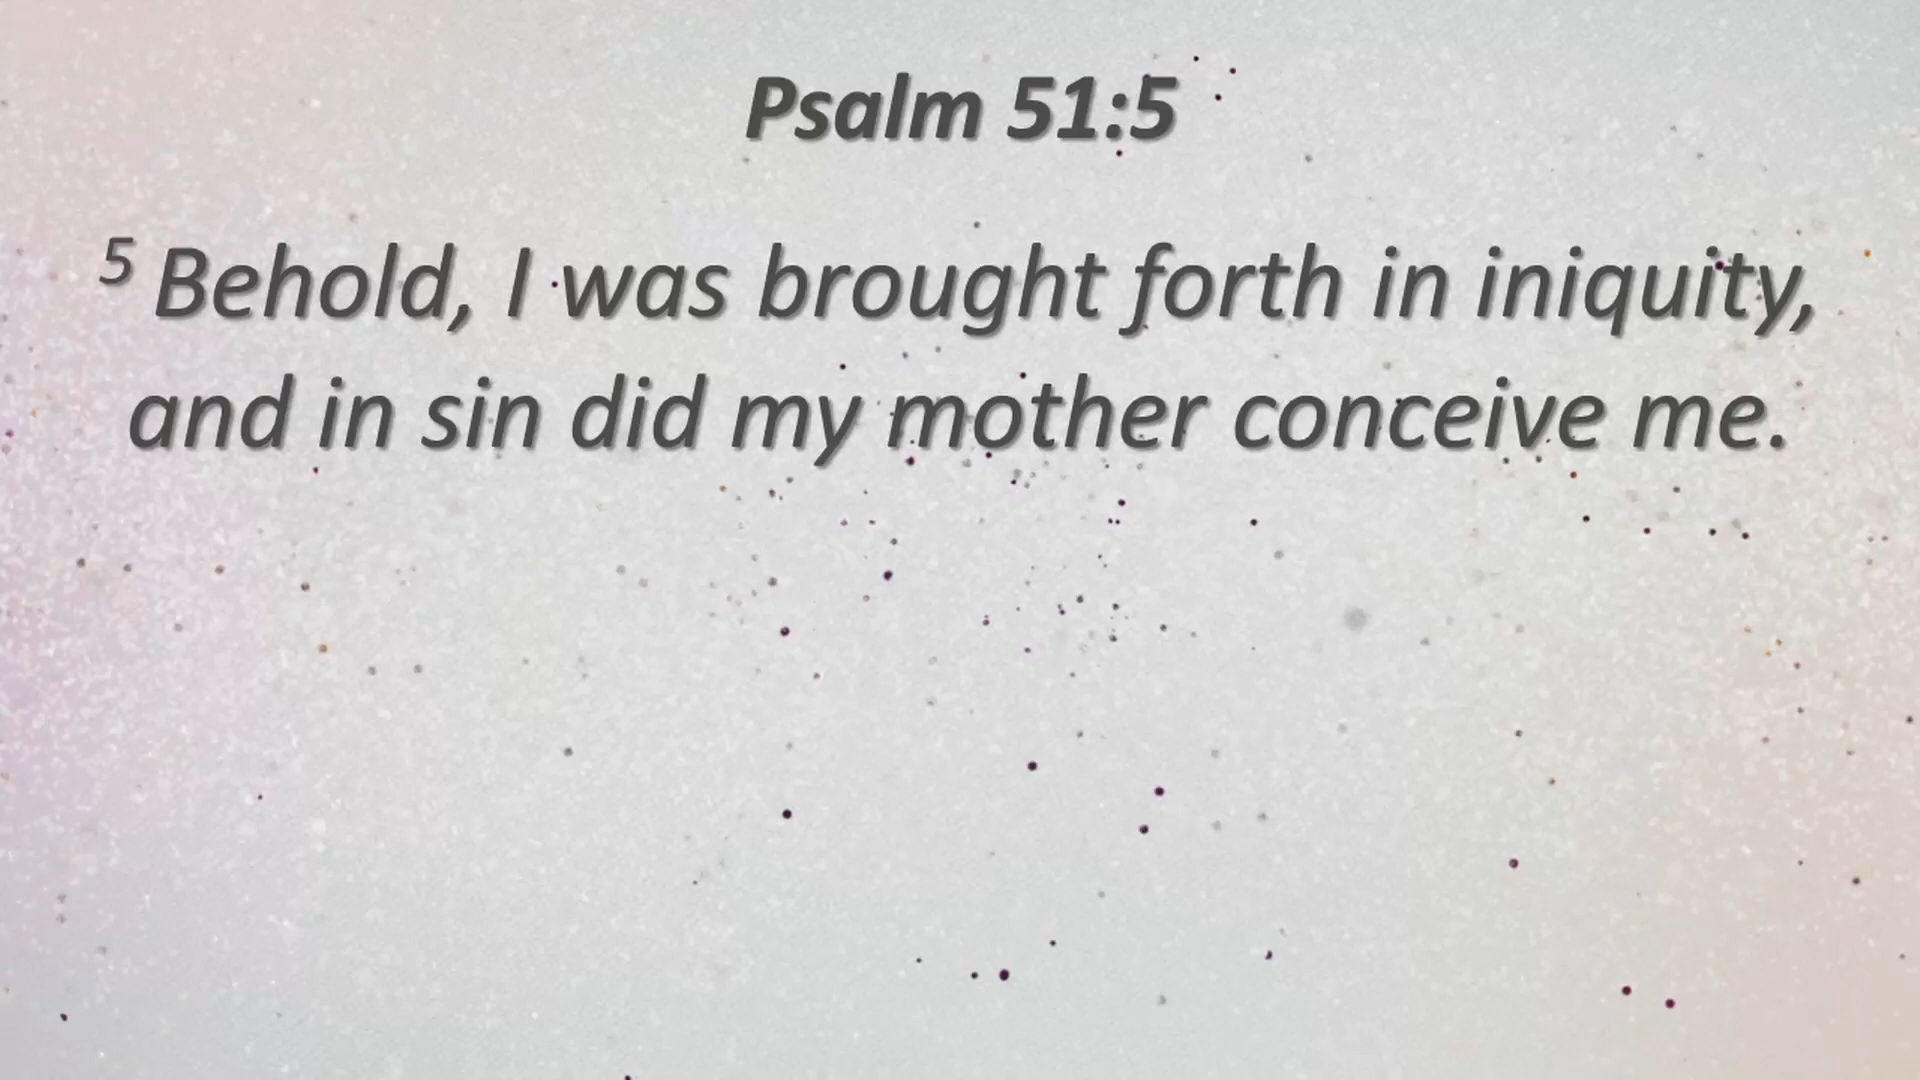 Psalm 51:5
5 Behold, I was brought forth in iniquity,
and in sin did my mother conceive me.